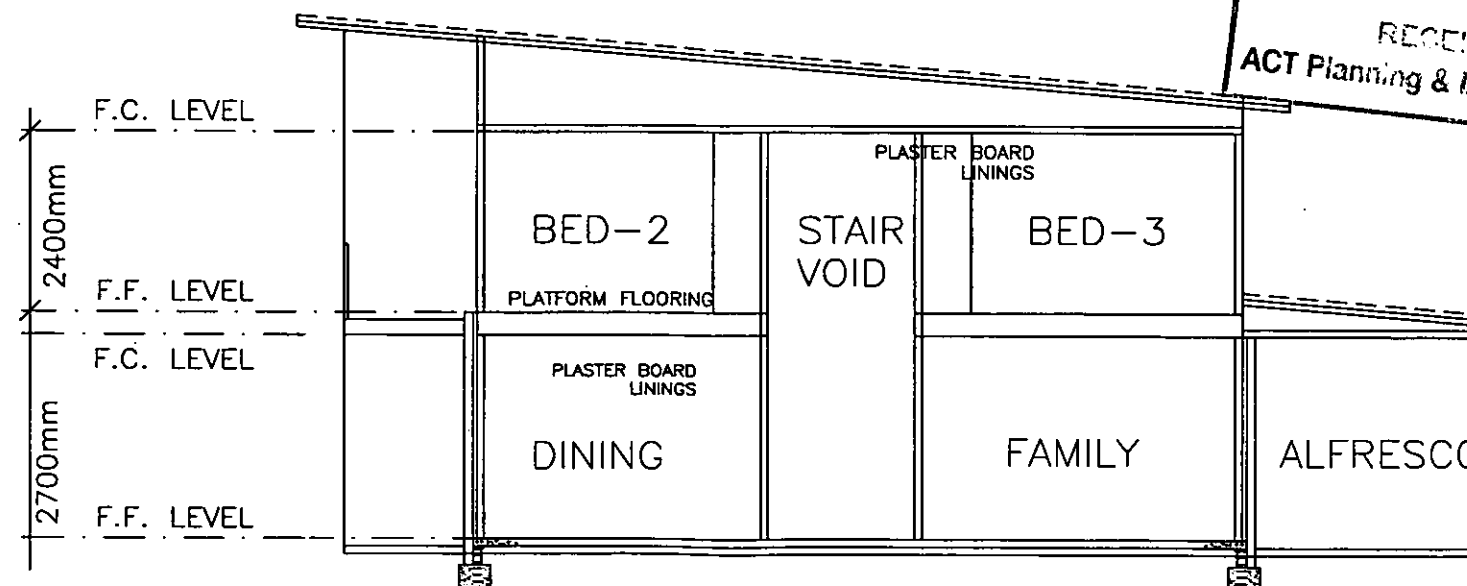 ACT Planning &
F.C. LEVEL
PLASTER BOARD
LININGS
BED-2
STAIR
VOID
BED-3
2400mm
F.F. LEVEL
PLATFORM FLOORING
F.C. LEVEL
PLASTER BOARD
LININGS
DINING
FAMILY
ALFRESCO
2700mm
F.F. LEVEL